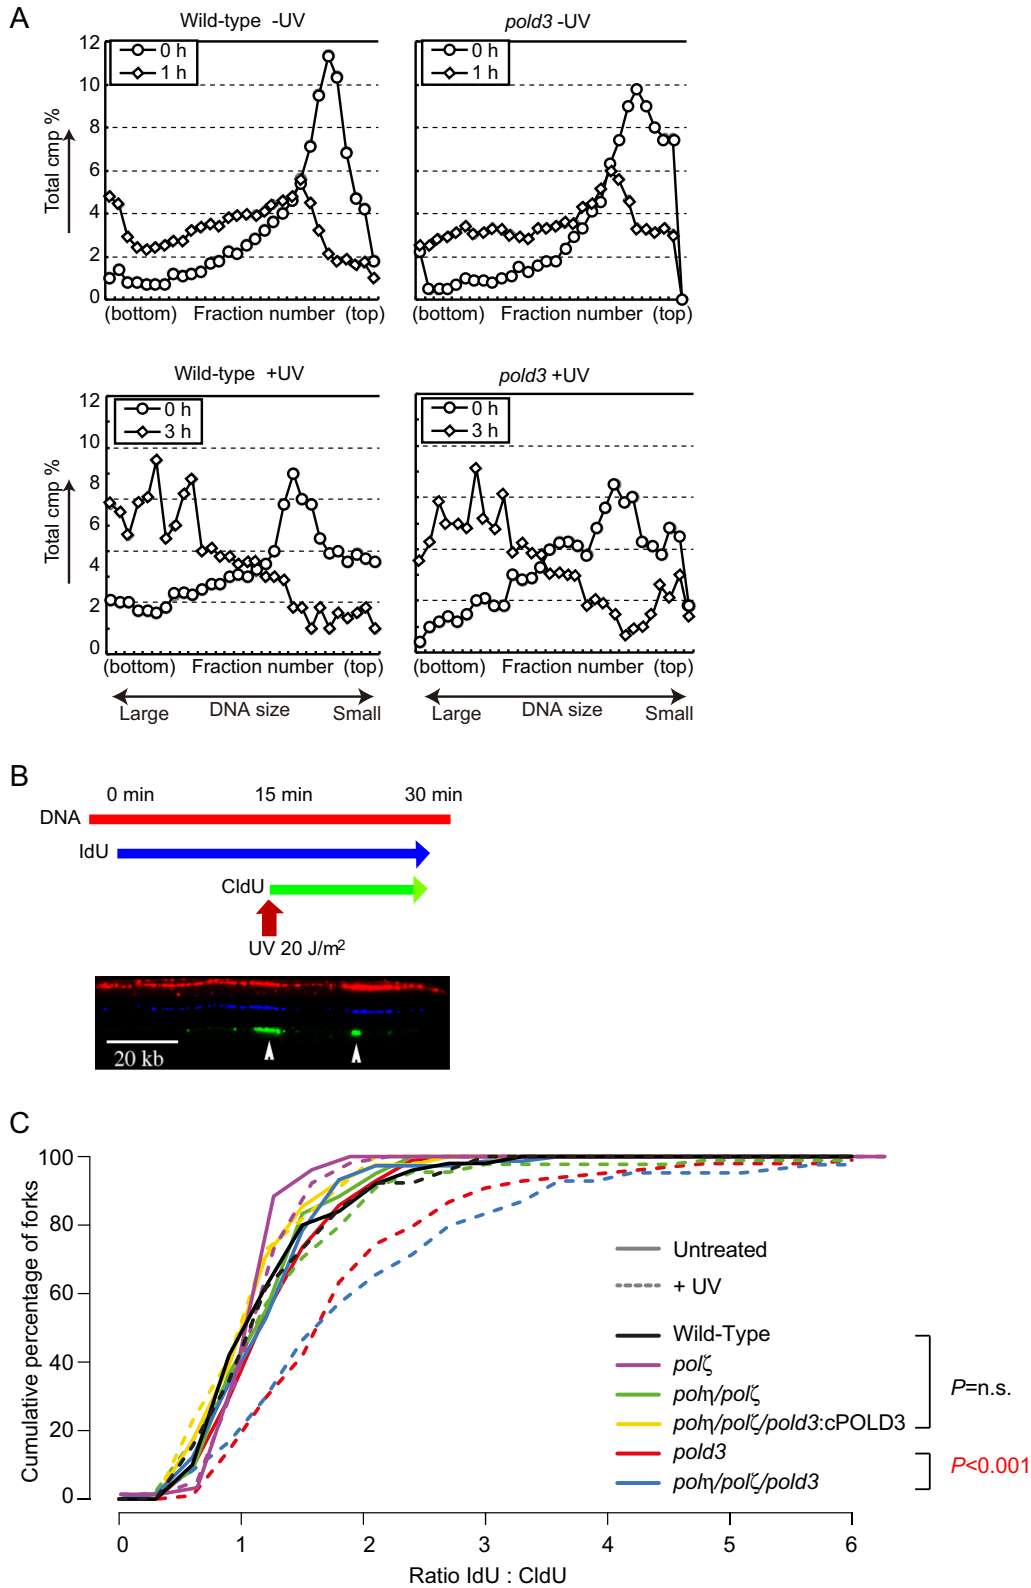 A
Wild-type -UV
pold3 -UV
Total cmp %
12
10
8
6
4
2
0
0 h
1 h
0 h
1 h
(bottom) Fraction number (top)
(bottom) Fraction number (top)
Wild-type +UV
pold3 +UV
Total cmp %
12
10
8
6
4
2
0
0 h
3 h
0 h
3 h
(bottom) Fraction number (top)
(bottom) Fraction number (top)
Large DNA size Small
Large DNA size Small
B
0 min 15 min 30 min
DNA
IdU
CldU
UV 20 J/m²
20 kb
C
Cumulative percentage of forks
100
80
60
40
20
0
Untreated
+ UV
Wild-Type
polζ
polη/polζ
polη/polζ/pold3:cPOLD3
pold3
polη/polζ/pold3
P=n.s.
P<0.001
0 1 2 3 4 5 6
Ratio IdU : CldU